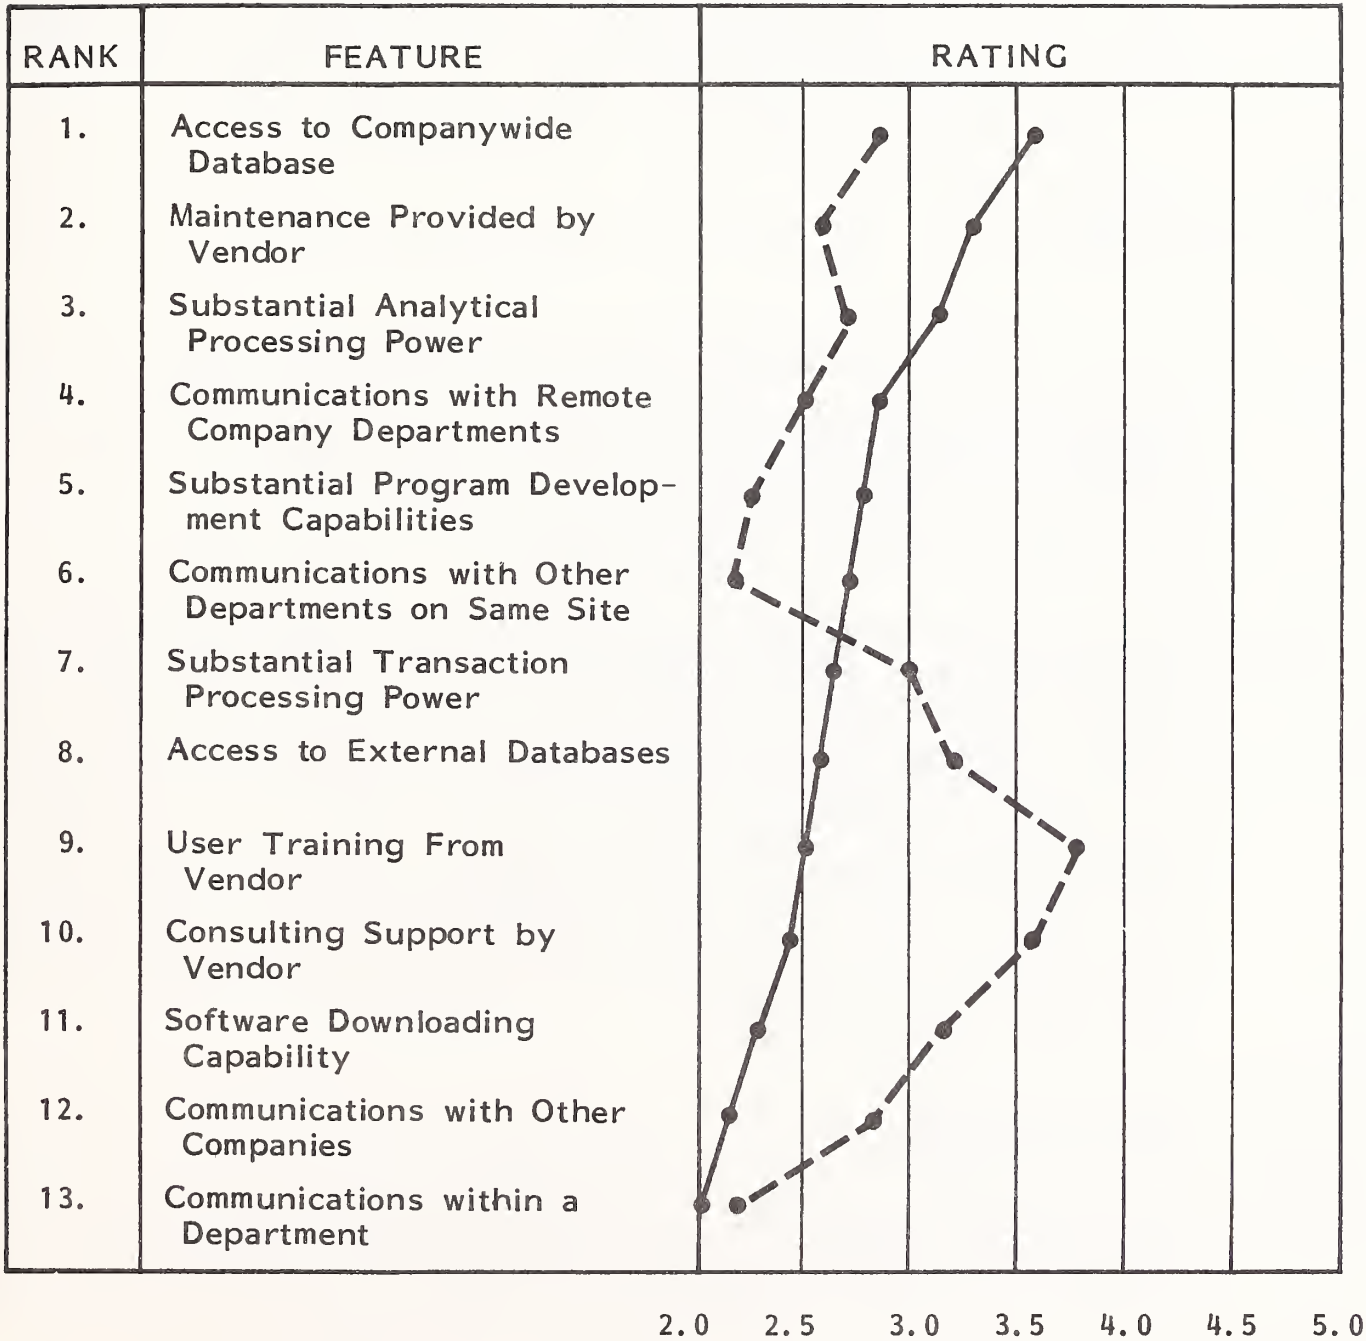 RANK FEATURE RATING
1. Access to Companywide
Database
2. Maintenance Provided by
Vendor
3. Substantial Analytical
Processing Power
4. Communications with Remote
Company Departments
5. Substantial Program Develop-
ment Capabilities
6. Communications with Other
Departments on Same Site
7. Substantial Transaction
Processing Power
8. Access to External Databases
9. User Training From
Vendor
10. Consulting Support by
Vendor
11. Software Downloading
Capability
12. Communications with Other
Companies
13. Communications within a
Department
2.0 2.5 3.0 3.5 4.0 4.5 5.0